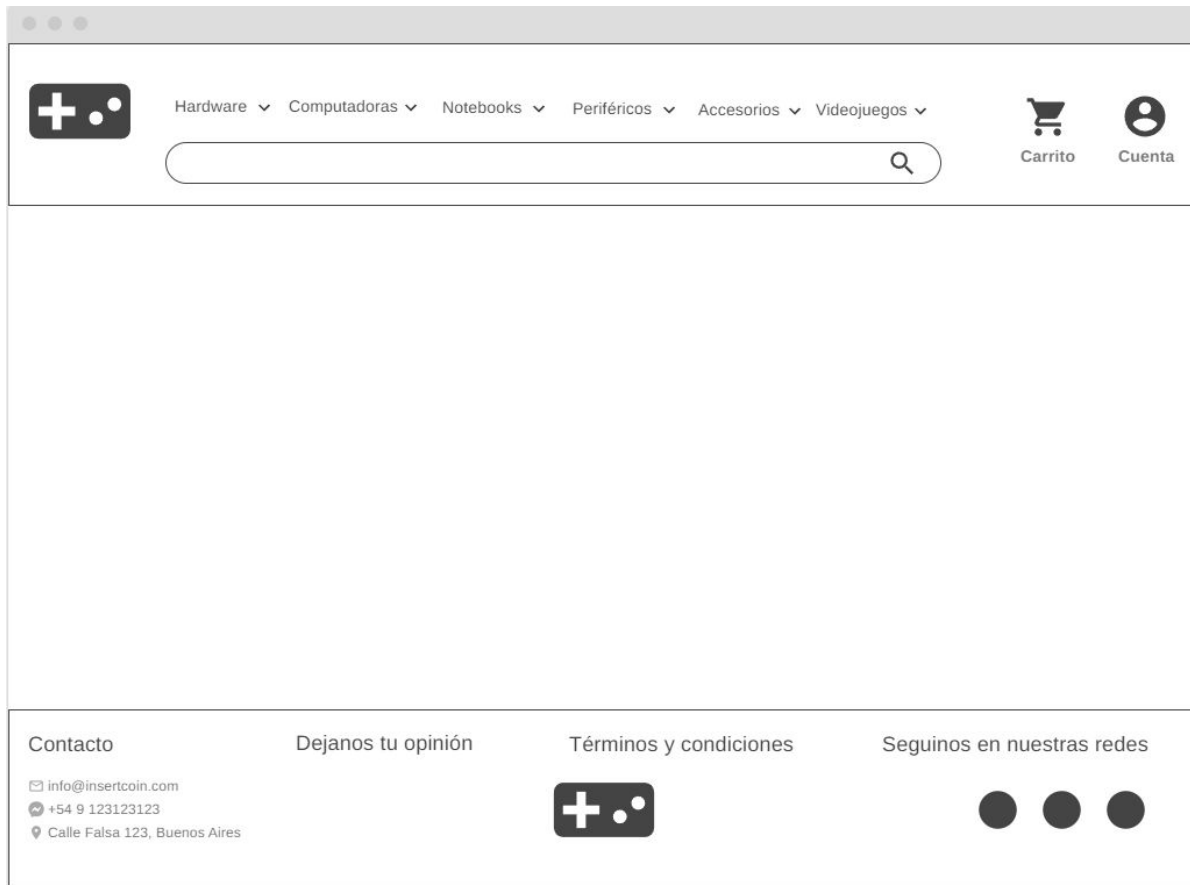 Hardware
Computadoras
Notebooks
Periféricos
Accesorios
Videojuegos
Carrito
Cuenta
Contacto
info@insertcoin.com
+54 9 123123123
Calle Falsa 123, Buenos Aires
Dejanos tu opinión
Términos y condiciones
Seguinos en nuestras redes